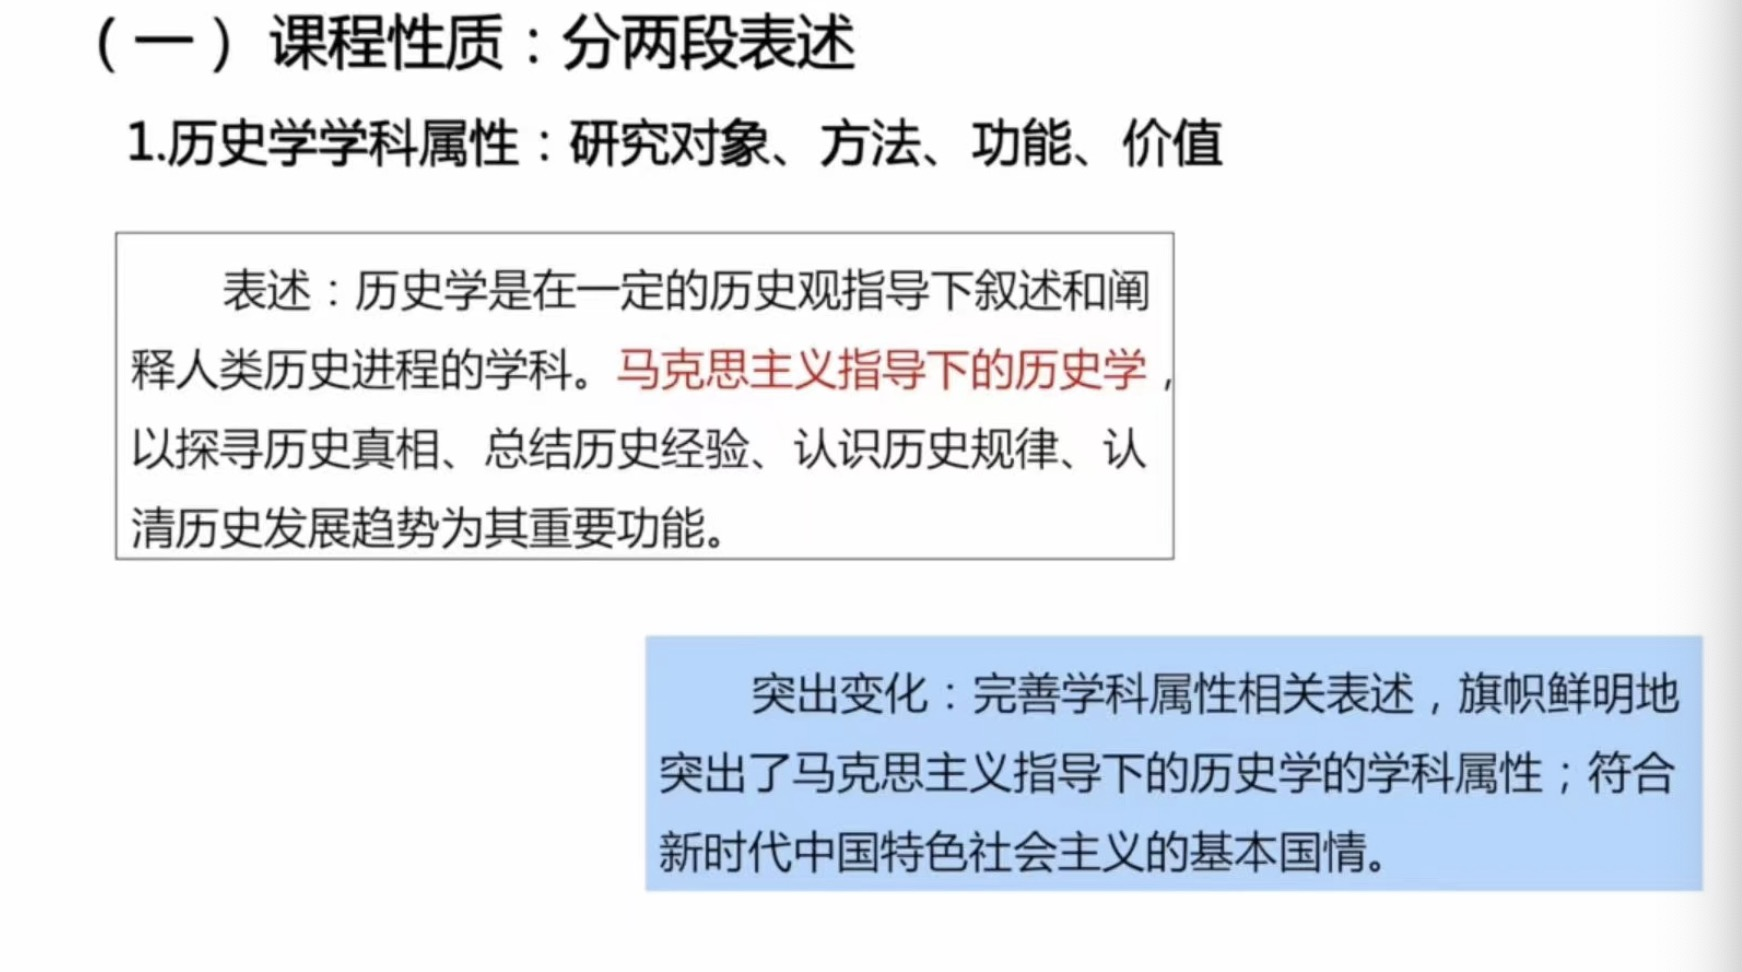 （一）课程性质：分两段表述
1.历史学学科属性：研究对象、方法、功能、价值
表述：历史学是在一定的历史观指导下叙述和阐
释人类历史进程的学科。马克思主义指导下的历史学，
以探寻历史真相、总结历史经验、认识历史规律、认
清历史发展趋势为其重要功能。
突出变化：完善学科属性相关表述，旗帜鲜明地
突出了马克思主义指导下的历史学的学科属性；符合
新时代中国特色社会主义的基本国情。